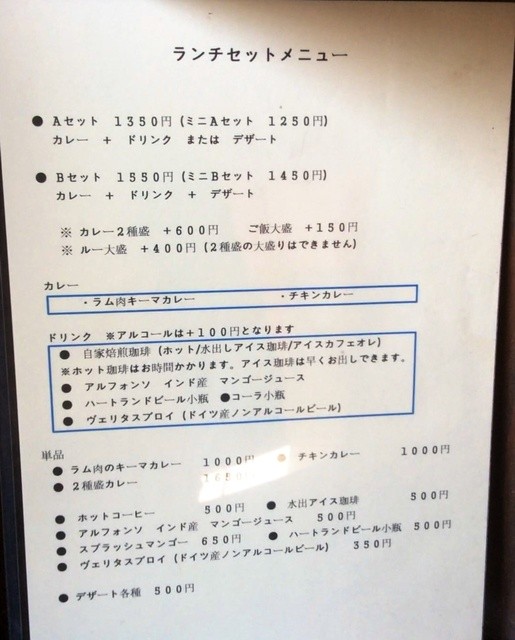 ランチセットメニュー
● Aセット 1350円 (ミニAセット 1250円)
カレー + ドリンク または デザート
● Bセット 1550円 (ミニBセット 1450円)
カレー + ドリンク + デザート
※ カレー2種盛 +600円 ご飯大盛 +150円
※ ルー大盛 +400円 (2種盛の大盛りはできません)
カレー
・ラム肉キーマカレー ・チキンカレー
ドリンク ※アルコールは+100円となります
● 自家焙煎珈琲 (ホット/水出しアイス珈琲/アイスカフェオレ)
※ホット珈琲はお時間かかります。アイス珈琲は早くお出しできます。
● アルフォンソ インド産 マンゴージュース
● ハートランドビール小瓶 ●コーラ小瓶
● ヴェリタスブロイ (ドイツ産ノンアルコールビール)
単品
● ラム肉のキーマカレー 1000円 ● チキンカレー 1000円
● 2種盛カレー 1650円
● ホットコーヒー 500円 ● 水出アイス珈琲 500円
● アルフォンソ インド産 マンゴージュース 500円
● スプラッシュマンゴー 650円 ● ハートランドビール小瓶 500円
● ヴェリタスブロイ (ドイツ産ノンアルコールビール) 350円
● デザート各種 500円